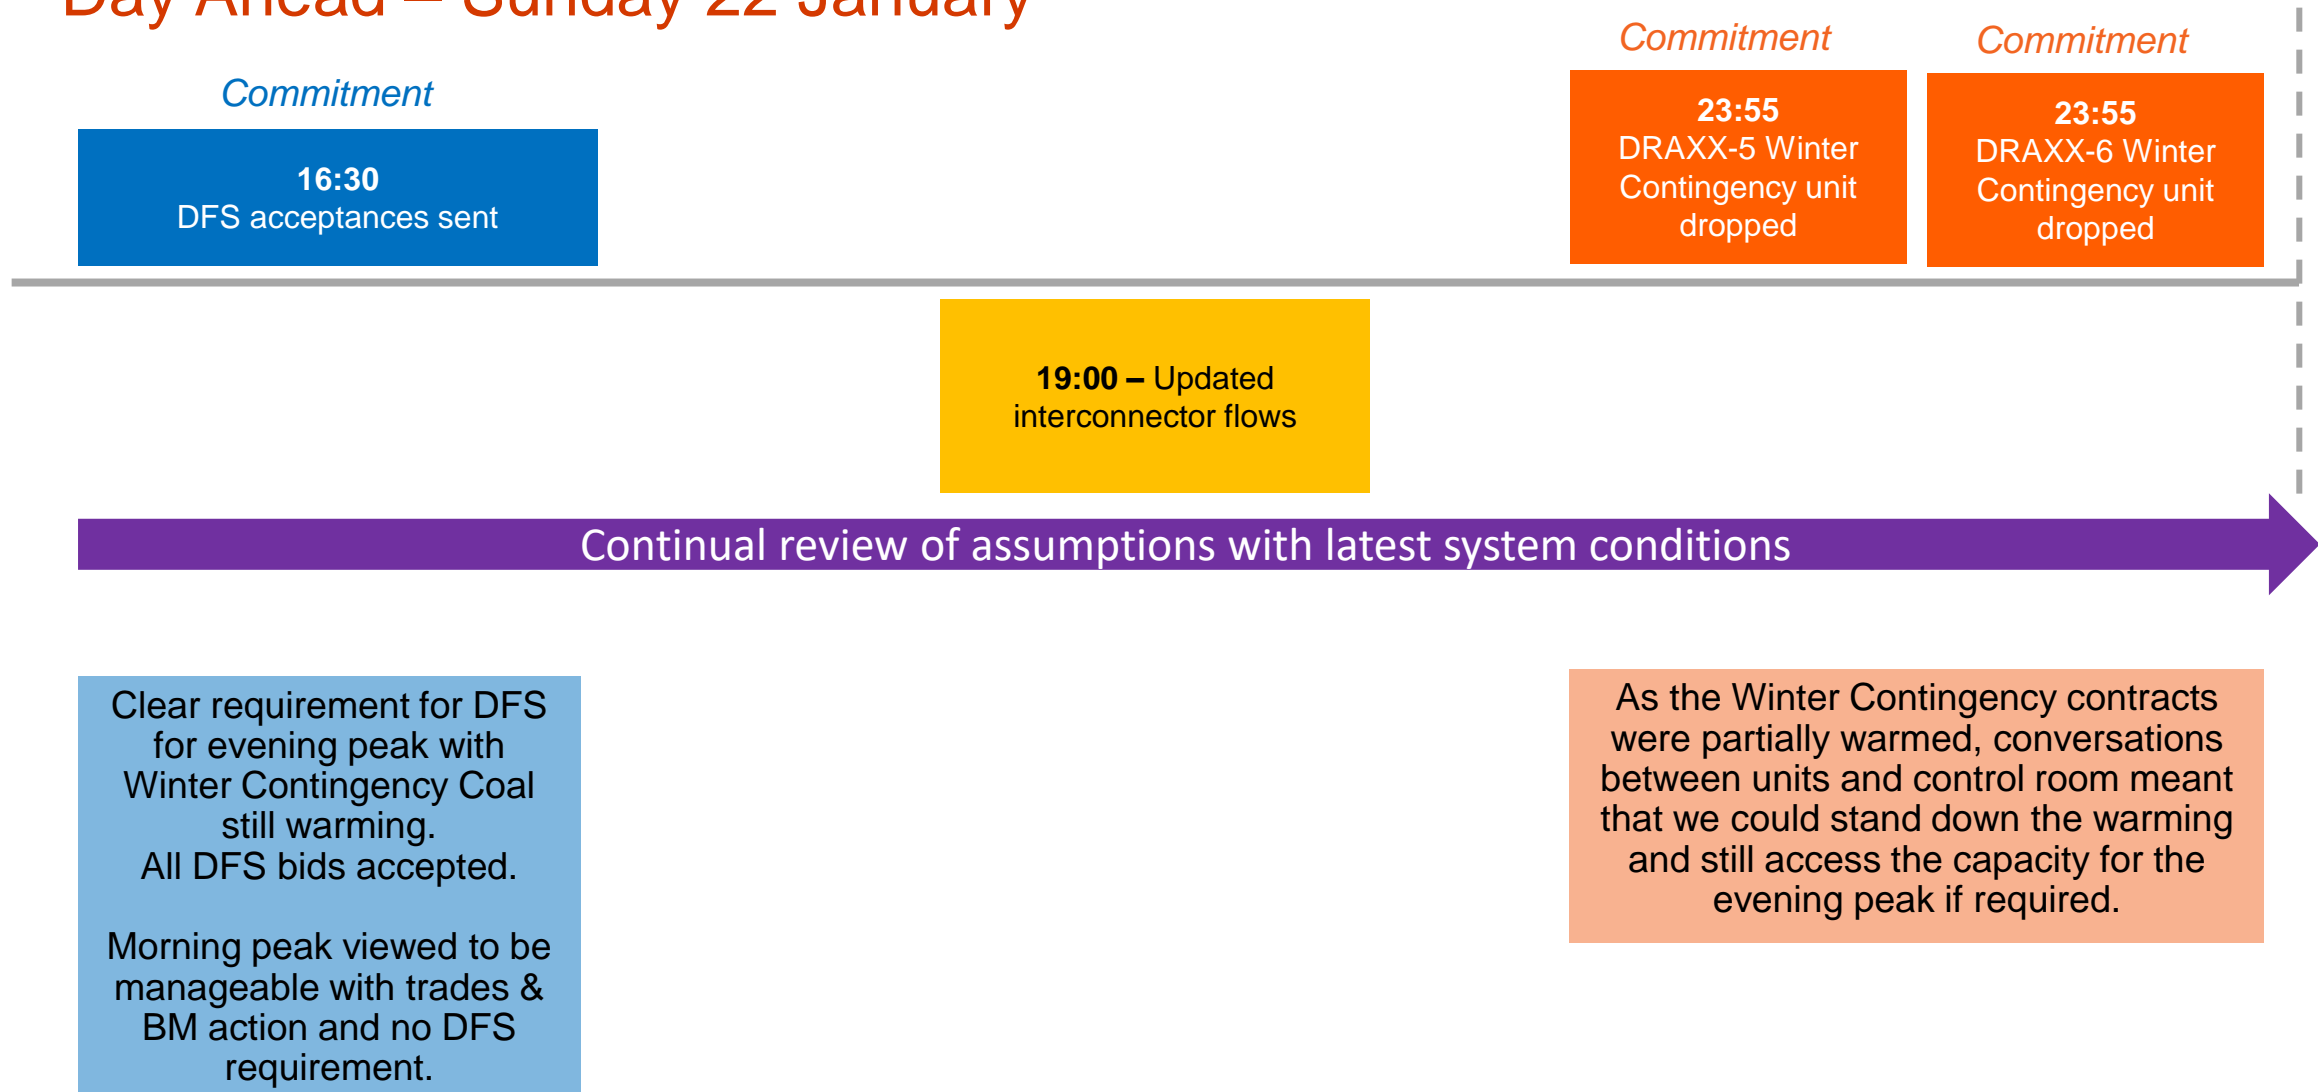 Day Ahead – Sunday 22 January
Commitment
16:30
DFS acceptances sent
Commitment
23:55
DRAXX-5 Winter
Contingency unit
dropped
Commitment
23:55
DRAXX-6 Winter
Contingency unit
dropped
19:00 – Updated
interconnector flows
Continual review of assumptions with latest system conditions
Clear requirement for DFS
for evening peak with
Winter Contingency Coal
still warming.
All DFS bids accepted.
Morning peak viewed to be
manageable with trades &
BM action and no DFS
requirement.
As the Winter Contingency contracts
were partially warmed, conversations
between units and control room meant
that we could stand down the warming
and still access the capacity for the
evening peak if required.